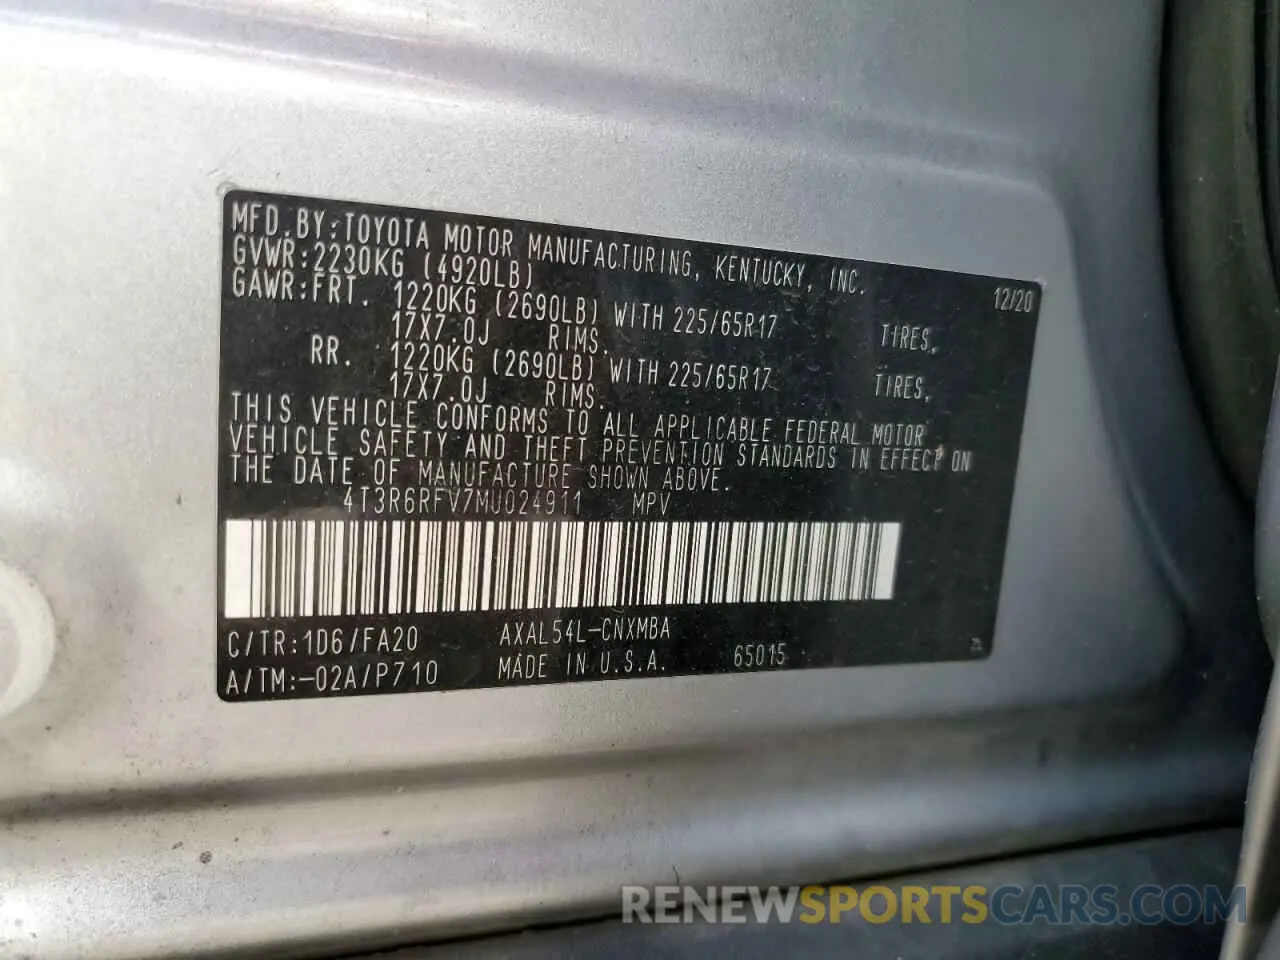 MFD.BY:TOYOTA MOTOR MANUFACTURING, KENTUCKY, INC.
GVWR:2230KG (4920LB) 12/20
GAWR:FRT. 1220KG (2690LB) WITH 225/65R17 TIRES,
17X7.0J RIMS.
RR. 1220KG (2690LB) WITH 225/65R17 TIRES,
17X7.0J RIMS.
THIS VEHICLE CONFORMS TO ALL APPLICABLE FEDERAL MOTOR
VEHICLE SAFETY AND THEFT PREVENTION STANDARDS IN EFFECT ON
THE DATE OF MANUFACTURE SHOWN ABOVE.
4T3R6RFV7MU024911 MPV
C/TR:1D6/FA20 AXAL54L-CNXMBA
A/TM:-02A/P710 MADE IN U.S.A. 65015
RENEWSPORTSCARS.COM